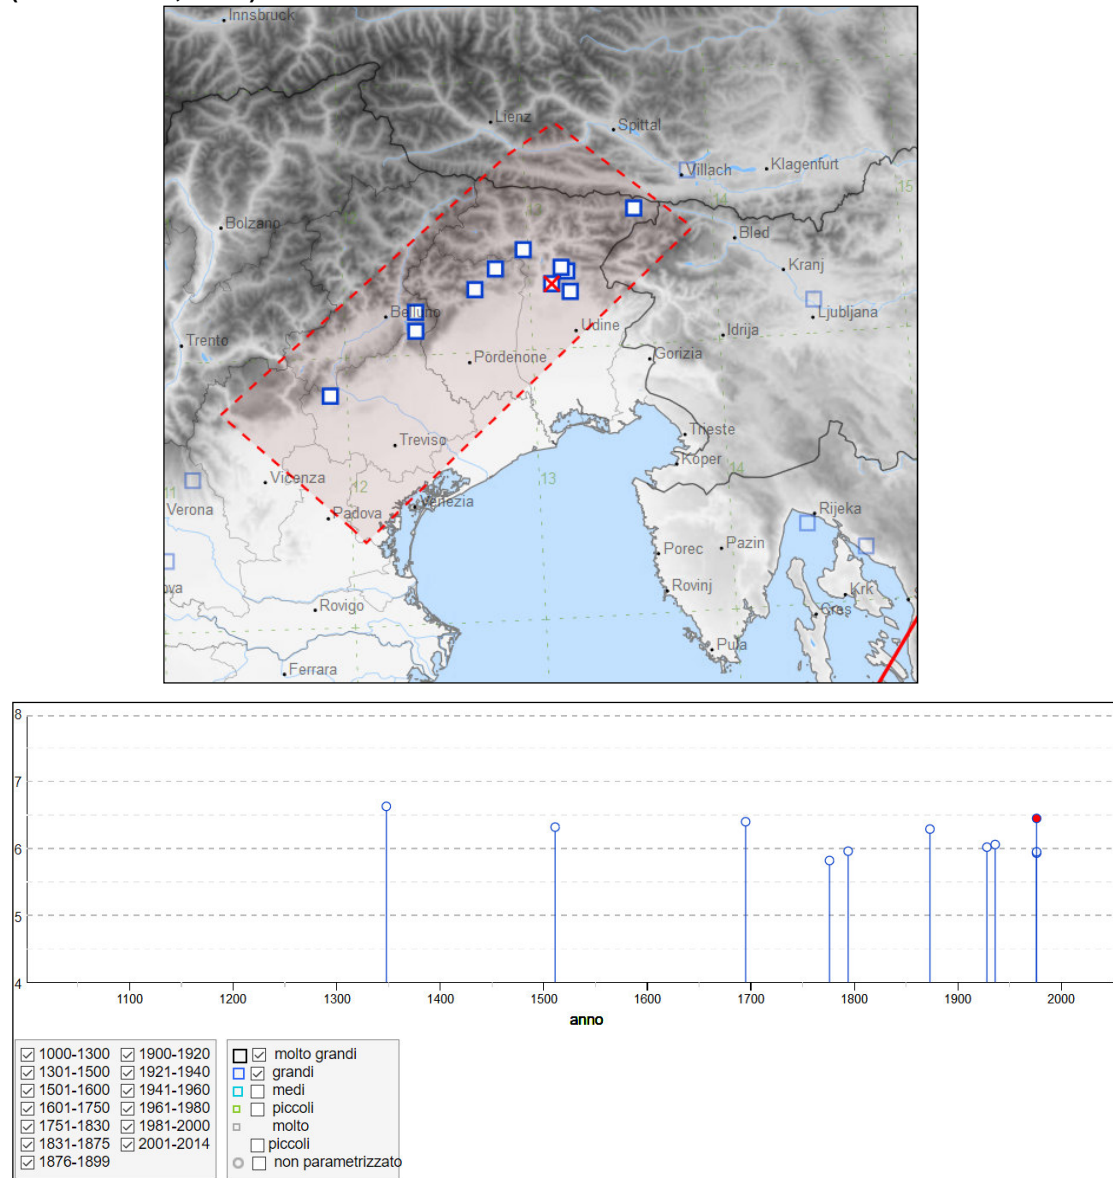 Innsbruck
Lienz
Spittal
Villach
Klagenfurt
14
15
Bolzano
Bled
Kranj
Belluno
Ljubljana
Udine
Idrija
Trento
Pordenone
Gorizia
Treviso
Trieste
Koper
14
13
11
Vicenza
12
Verona
Padova
Venezia
Rijeka
Porec
Pazin
Rovinj
Krk
Cres
ova
Rovigo
Pula
Ferrara
8
7
6
5
4
1100 1200 1300 1400 1500 1600 1700 1800 1900 2000
anno
1000-1300 1900-1920
1301-1500 1921-1940
1501-1600 1941-1960
1601-1750 1961-1980
1751-1830 1981-2000
1831-1875 2001-2014
1876-1899
molto grandi
grandi
medi
piccoli
molto
piccoli
non parametrizzato